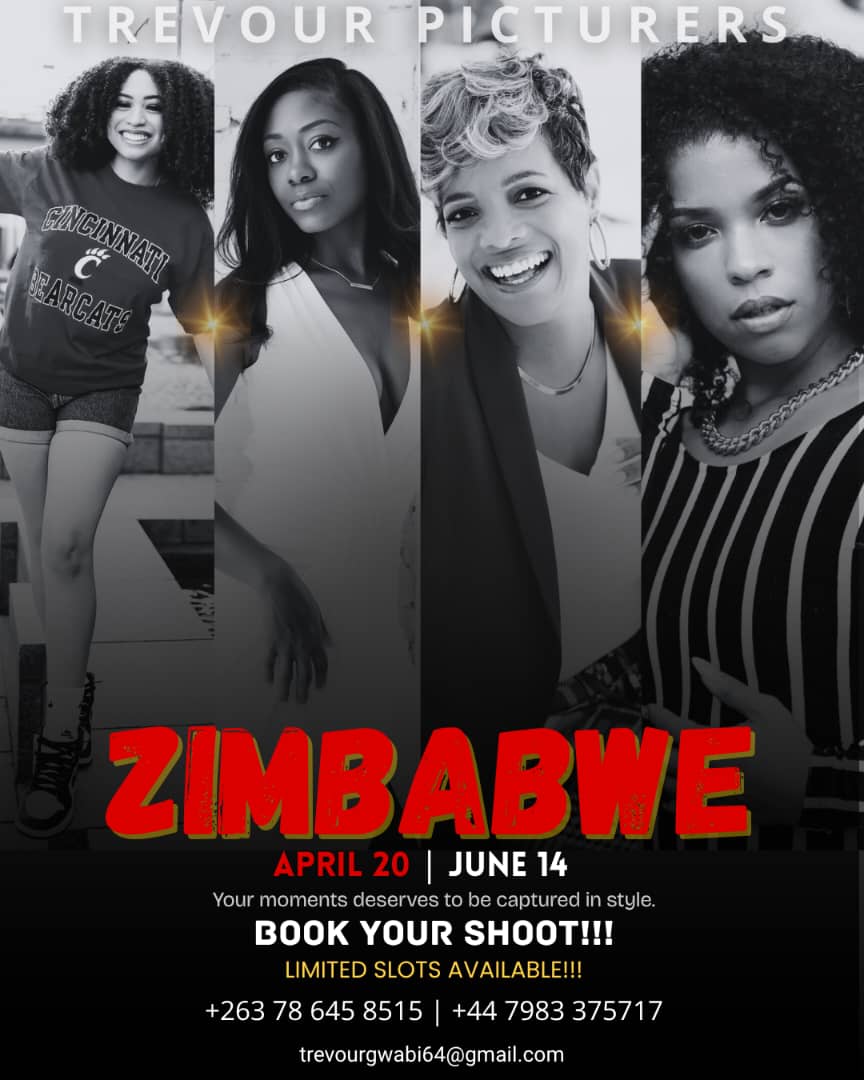 TREVOUR PICTURERS
CINCINNATI
C
BEARCATS
ZIMBABWE
APRIL 20 | JUNE 14
Your moments deserves to be captured in style.
BOOK YOUR SHOOT!!!
LIMITED SLOTS AVAILABLE!!!
+263 78 645 8515 | +44 7983 375717
trevourgwabi64@gmail.com